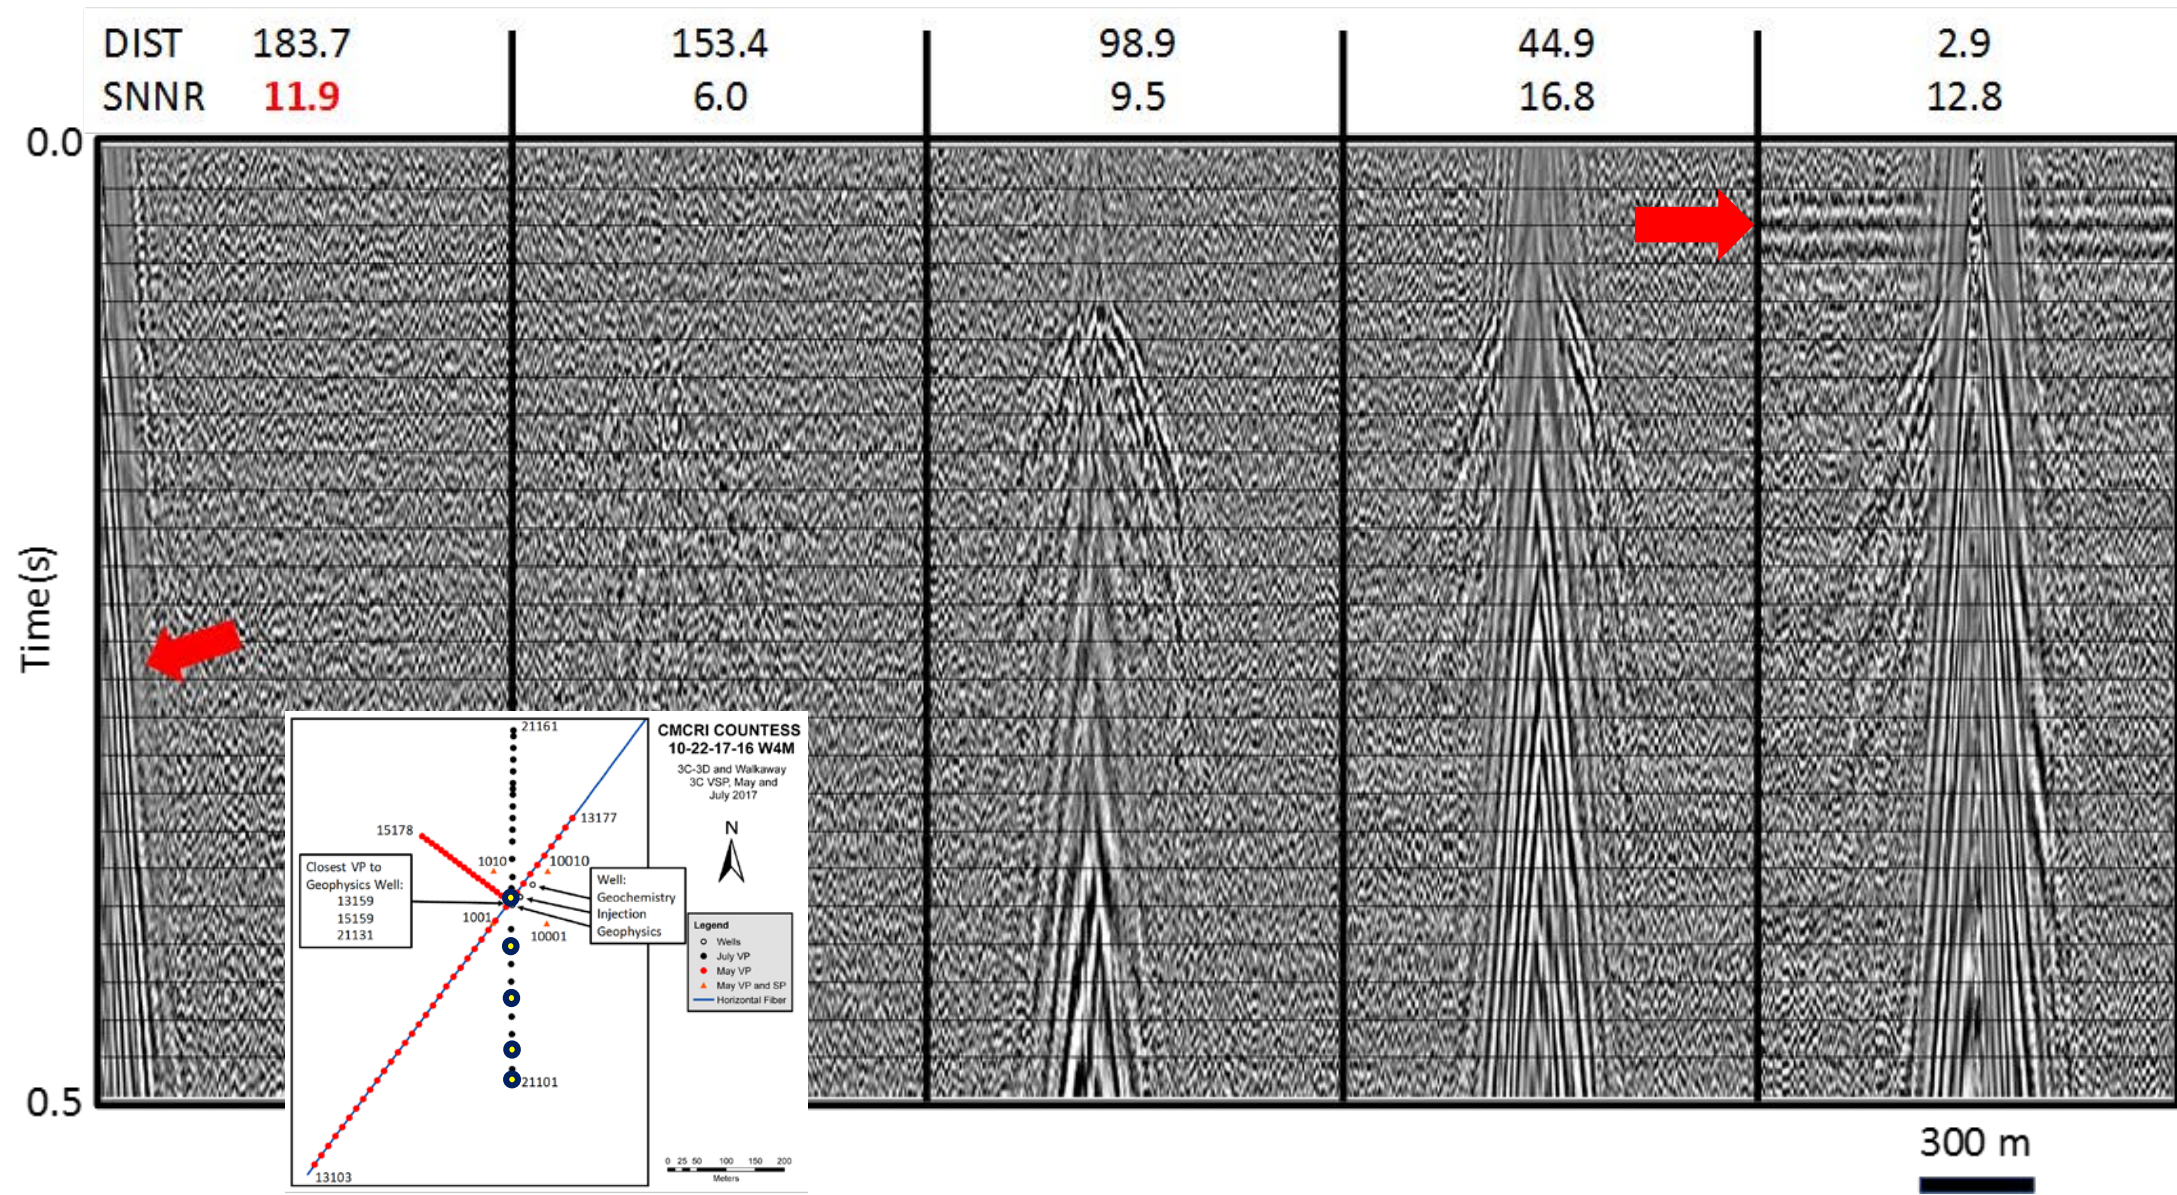 DIST 183.7 153.4 98.9 44.9 2.9
SNNR 11.9 6.0 9.5 16.8 12.8
0.0
Time(s)
0.5
300 m
CMCRI COUNTESS
10-22-17-16 W4M
3C-3D and Walkaway
3C VSP, May and
July 2017
N
21161
13177
15178
1010
10010
Closest VP to
Geophysics Well:
13159
15159
21131
Well:
Geochemistry
Injection
Geophysics
1001
10001
Legend
Wells
July VP
May VP
May VP and SP
Horizontal Fiber
21101
13103
0 25 50 100 150 200
Meters